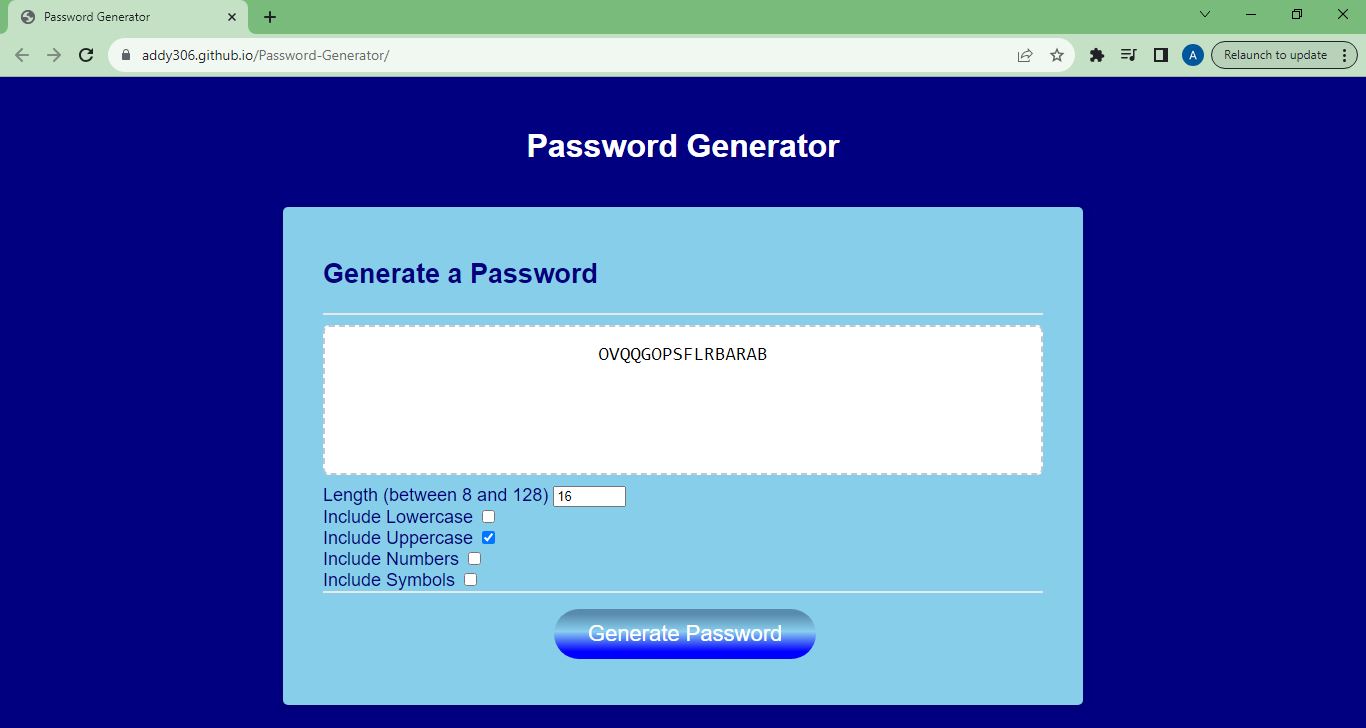 Password Generator
addy306.github.io/Password-Generator/
A
Relaunch to update
Password Generator
Generate a Password
OVQQGOPSFLRBARAB
Length (between 8 and 128) 16
Include Lowercase
Include Uppercase
Include Numbers
Include Symbols
Generate Password